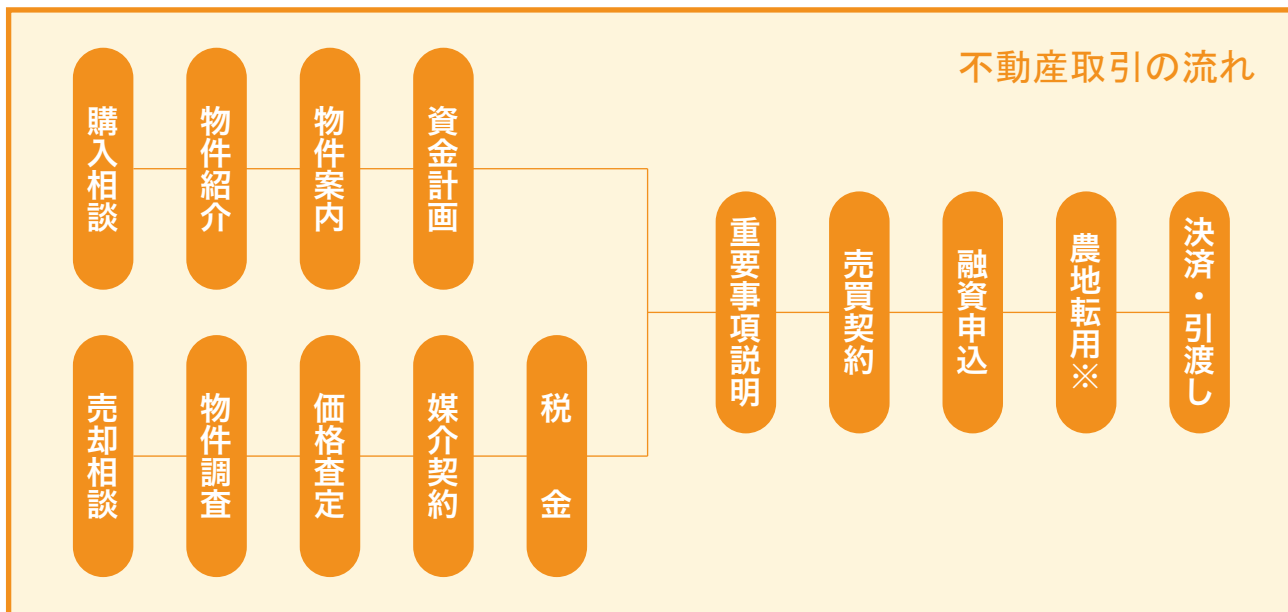 不動産取引の流れ
購入相談
物件紹介
物件案内
資金計画
売却相談
物件調査
価格査定
媒介契約
税金
重要事項説明
売買契約
融資申込
農地転用※
決済・引渡し